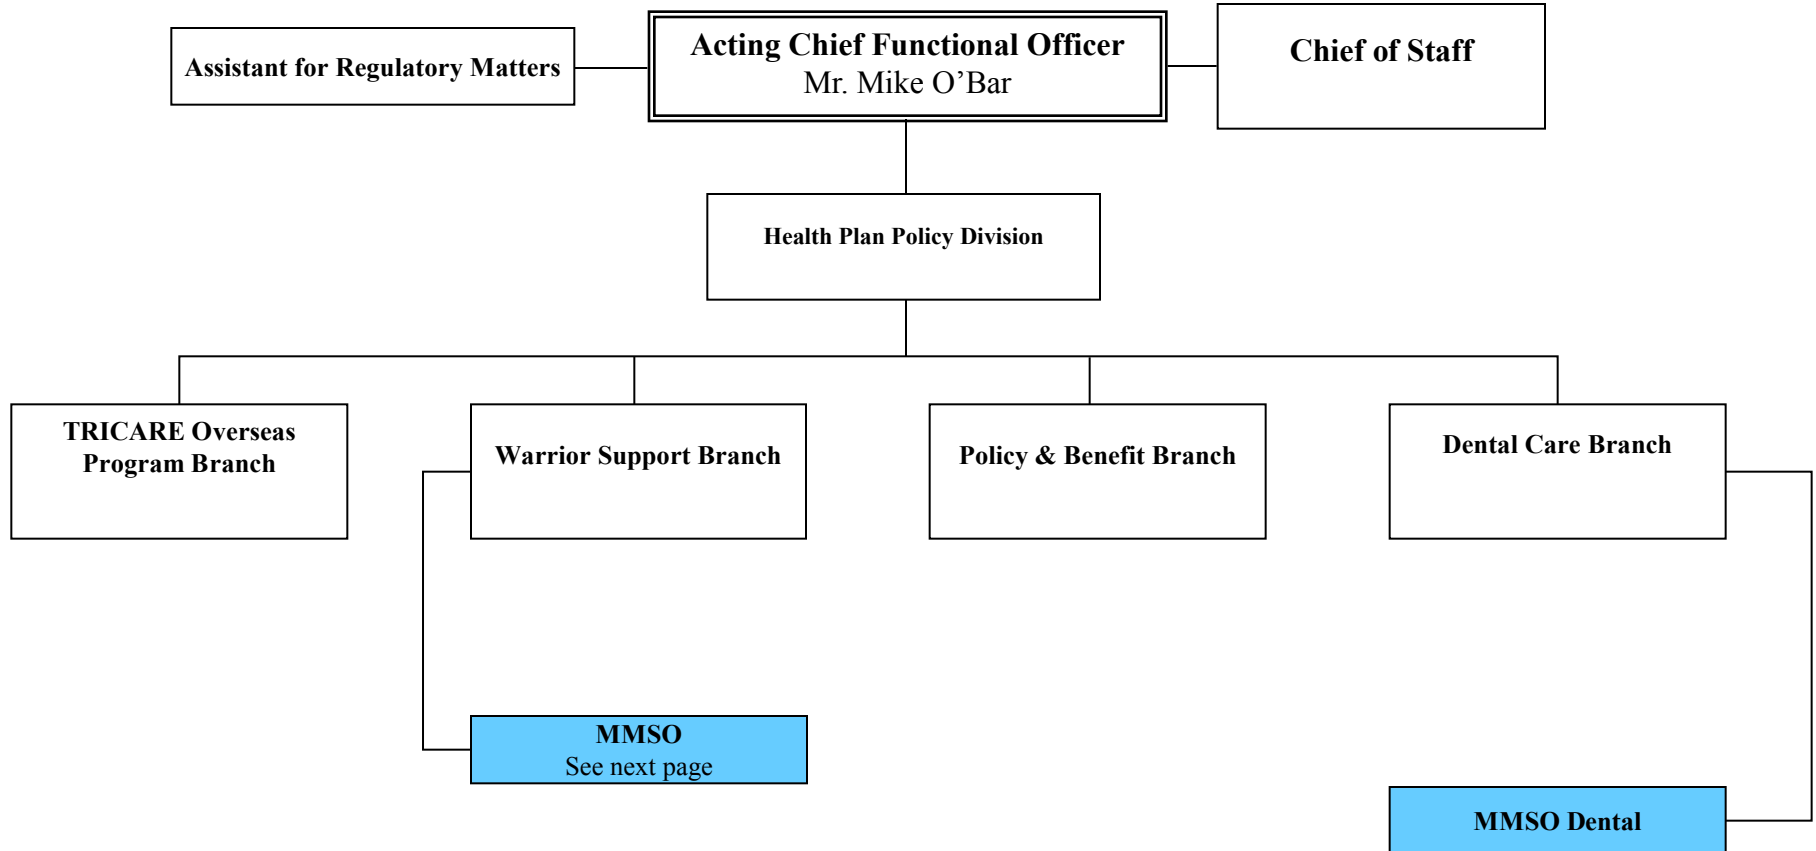 Assistant for Regulatory Matters
Acting Chief Functional Officer
Mr. Mike O’Bar
Chief of Staff
Health Plan Policy Division
TRICARE Overseas
Program Branch
Warrior Support Branch
Policy & Benefit Branch
Dental Care Branch
MMSO
See next page
MMSO Dental